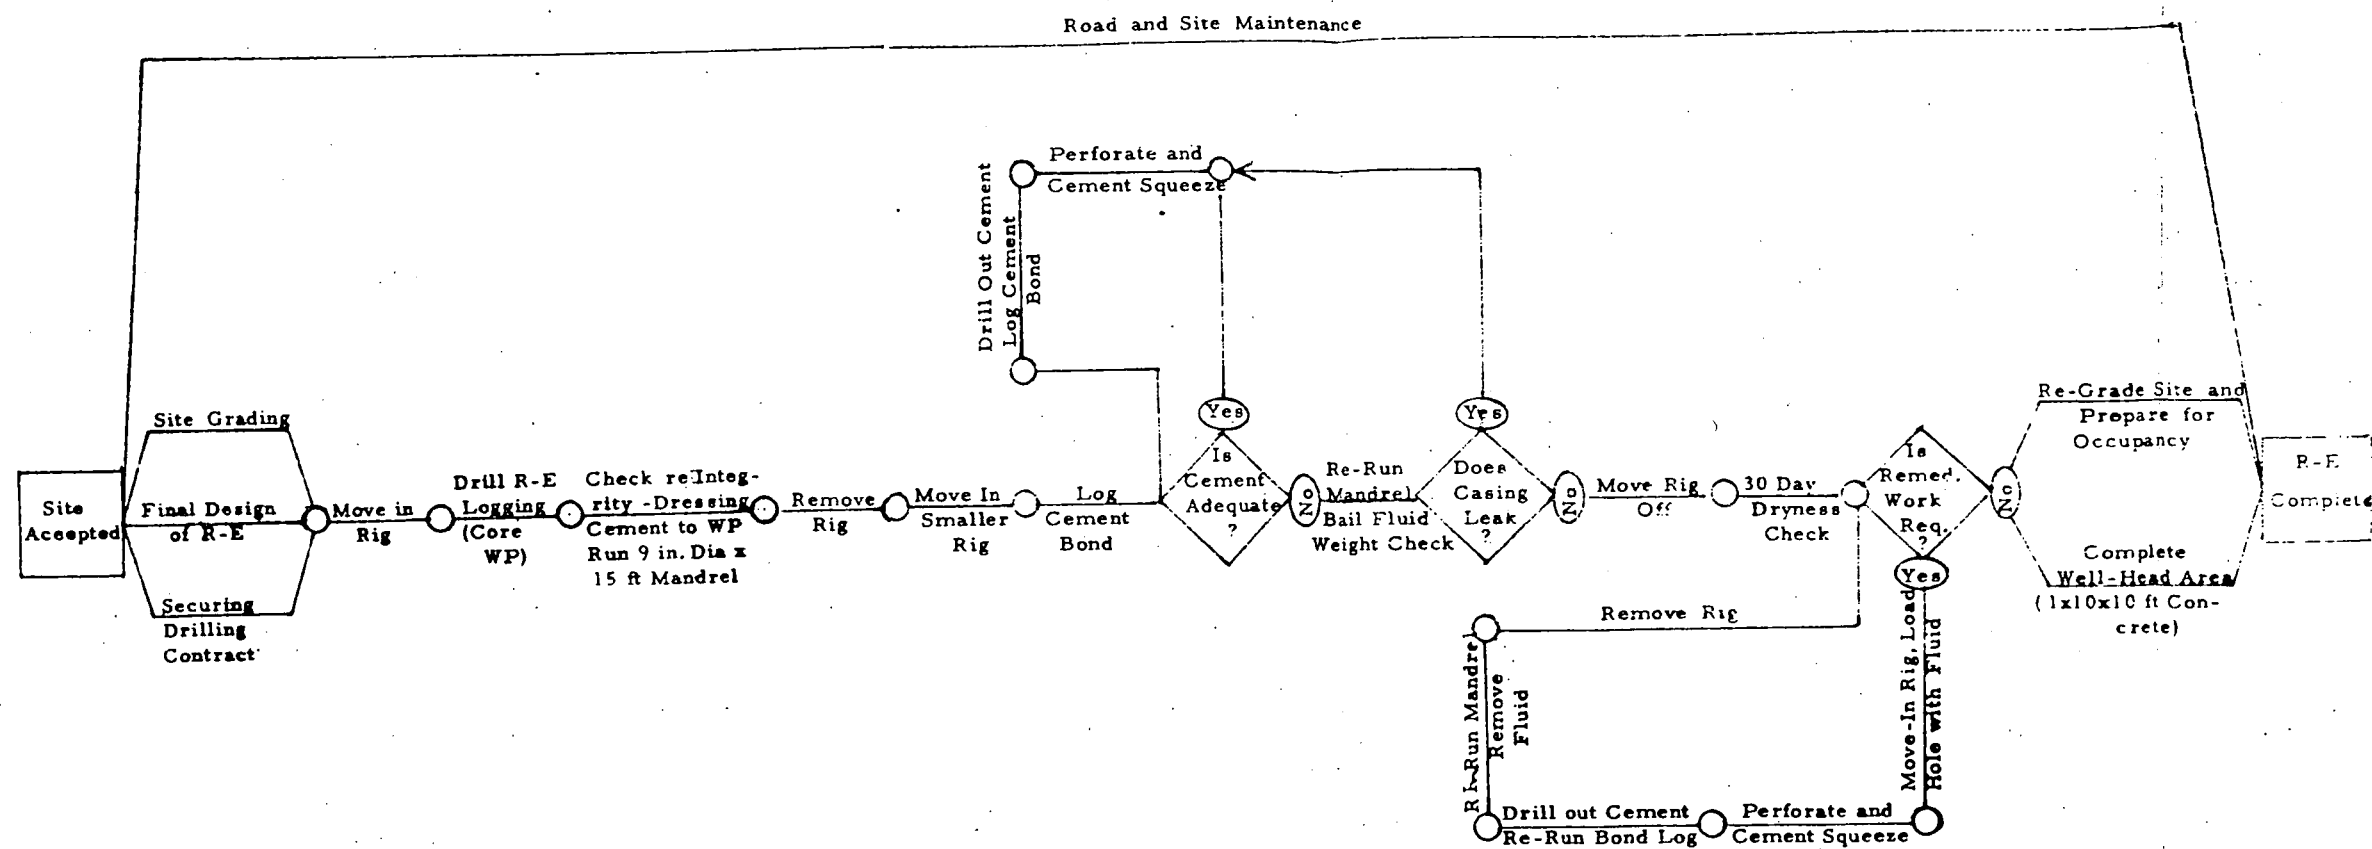 Road and Site Maintenance
Perforate and
Cement Squeeze
Drill Out Cement
Log Cement
Bond
Yes
Yes
Site Grading
Site
Accepted
Final Design
of R-E
Securing
Drilling
Contract
Move in
Rig
Drill R-E
Logging
(Core
WP)
Check re Integ-
rity - Dressing
Cement to WP
Run 9 in. Dia x
15 ft Mandrel
Remove
Rig
Move In
Smaller
Rig
Log
Cement
Bond
Is
Cement
Adequate
?
No
Re-Run
Mandrel
Bail Fluid
Weight Check
Does
Casing
Leak
?
No
Move Rig
Off
30 Day
Dryness
Check
Is
Remed.
Work
Req.
?
No
Yes
Re-Grade Site and
Prepare for
Occupancy
Complete
Well-Head Area
(1x10x10 ft Con-
crete)
R-E
Complete
Remove Rig
Move-In Rig, Load
Hole with Fluid
Run Mandrel
Remove
Fluid
Drill out Cement
Re-Run Bond Log
Perforate and
Cement Squeeze